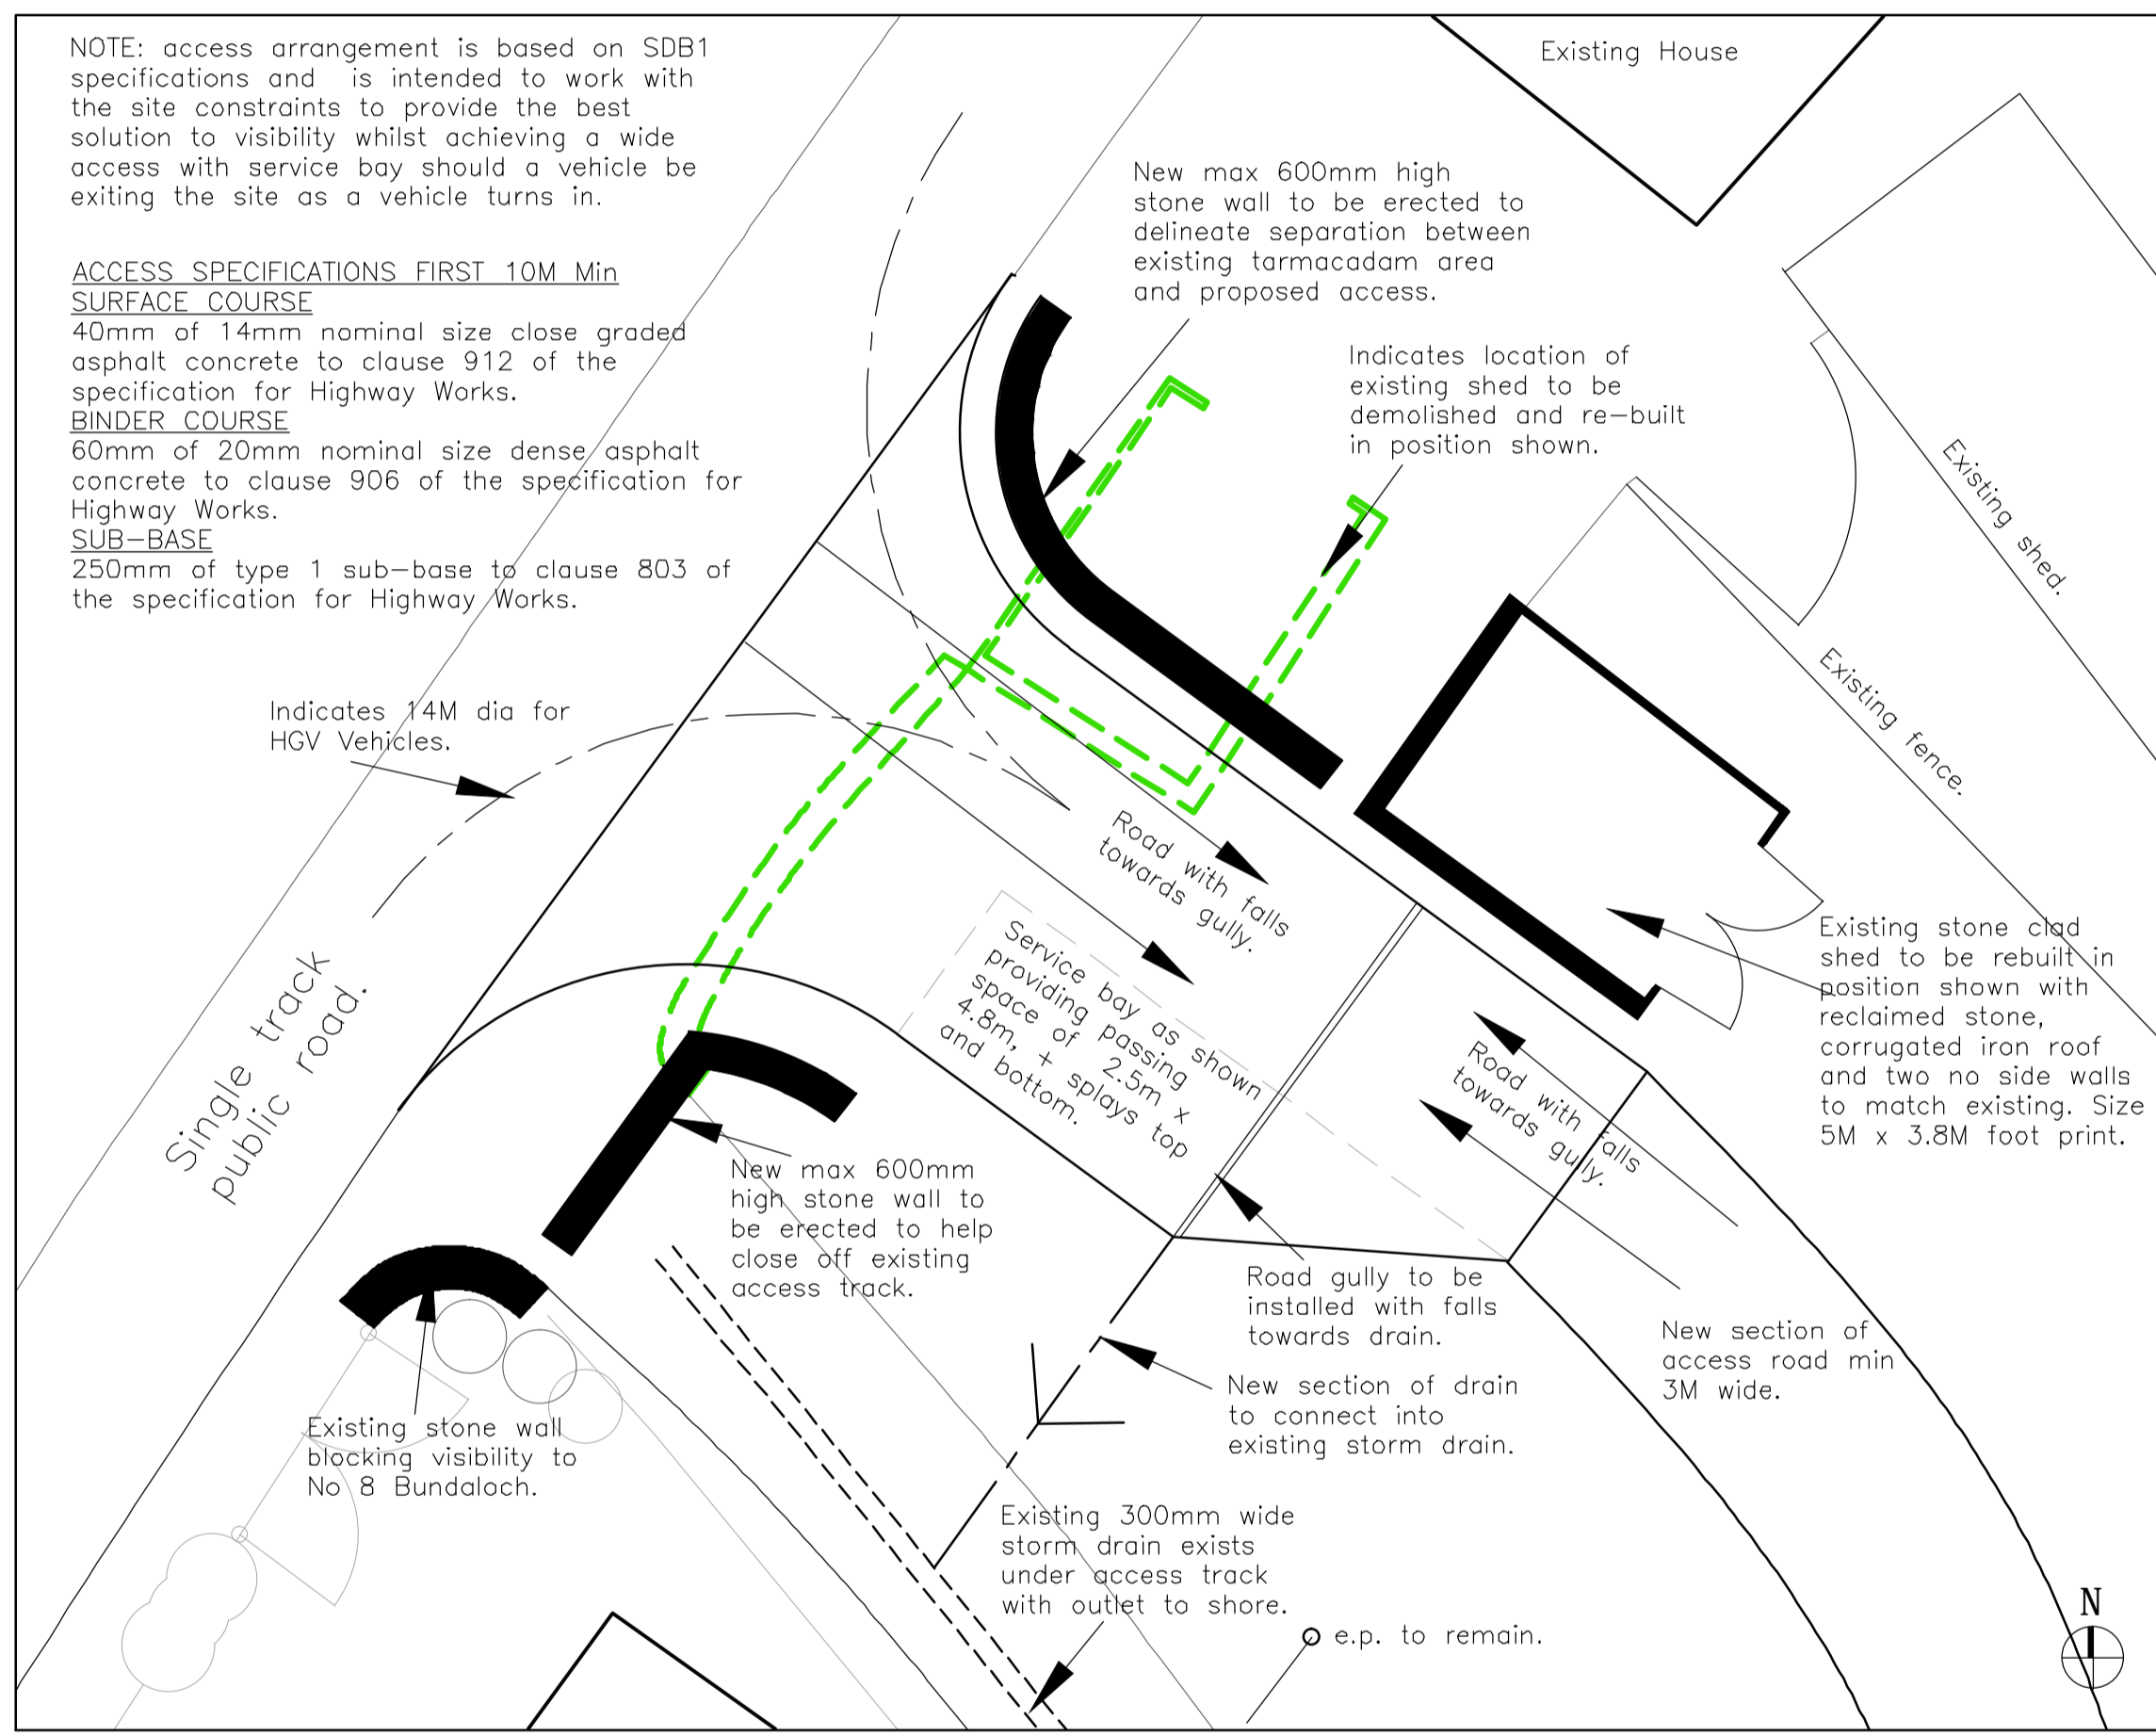 NOTE: access arrangement is based on SDB1
specifications and is intended to work with
the site constraints to provide the best
solution to visibility whilst achieving a wide
access with service bay should a vehicle be
exiting the site as a vehicle turns in.
ACCESS SPECIFICATIONS FIRST 10M Min
SURFACE COURSE
40mm of 14mm nominal size close graded
asphalt concrete to clause 912 of the
specification for Highway Works.
BINDER COURSE
60mm of 20mm nominal size dense asphalt
concrete to clause 906 of the specification for
Highway Works.
SUB-BASE
250mm of type 1 sub-base to clause 803 of
the specification for Highway Works.
Existing House
New max 600mm high
stone wall to be erected to
delineate separation between
existing tarmacadam area
and proposed access.
Indicates location of
existing shed to be
demolished and re-built
in position shown.
Existing shed.
Existing fence.
Indicates 14M dia for
HGV Vehicles.
Road with falls
towards gully.
Service bay as shown
providing passing
space of 2.5m x
4.8m, + splays top
and bottom.
Single track
public road.
Existing stone clad
shed to be rebuilt in
position shown with
reclaimed stone,
corrugated iron roof
and two no side walls
to match existing. Size
5M x 3.8M foot print.
Road with falls
towards gully.
New max 600mm
high stone wall to
be erected to help
close off existing
access track.
Road gully to be
installed with falls
towards drain.
New section of
access road min
3M wide.
New section of drain
to connect into
existing storm drain.
Existing stone wall
blocking visibility to
No 8 Bundaloch.
Existing 300mm wide
storm drain exists
under access track
with outlet to shore.
e.p. to remain.
N